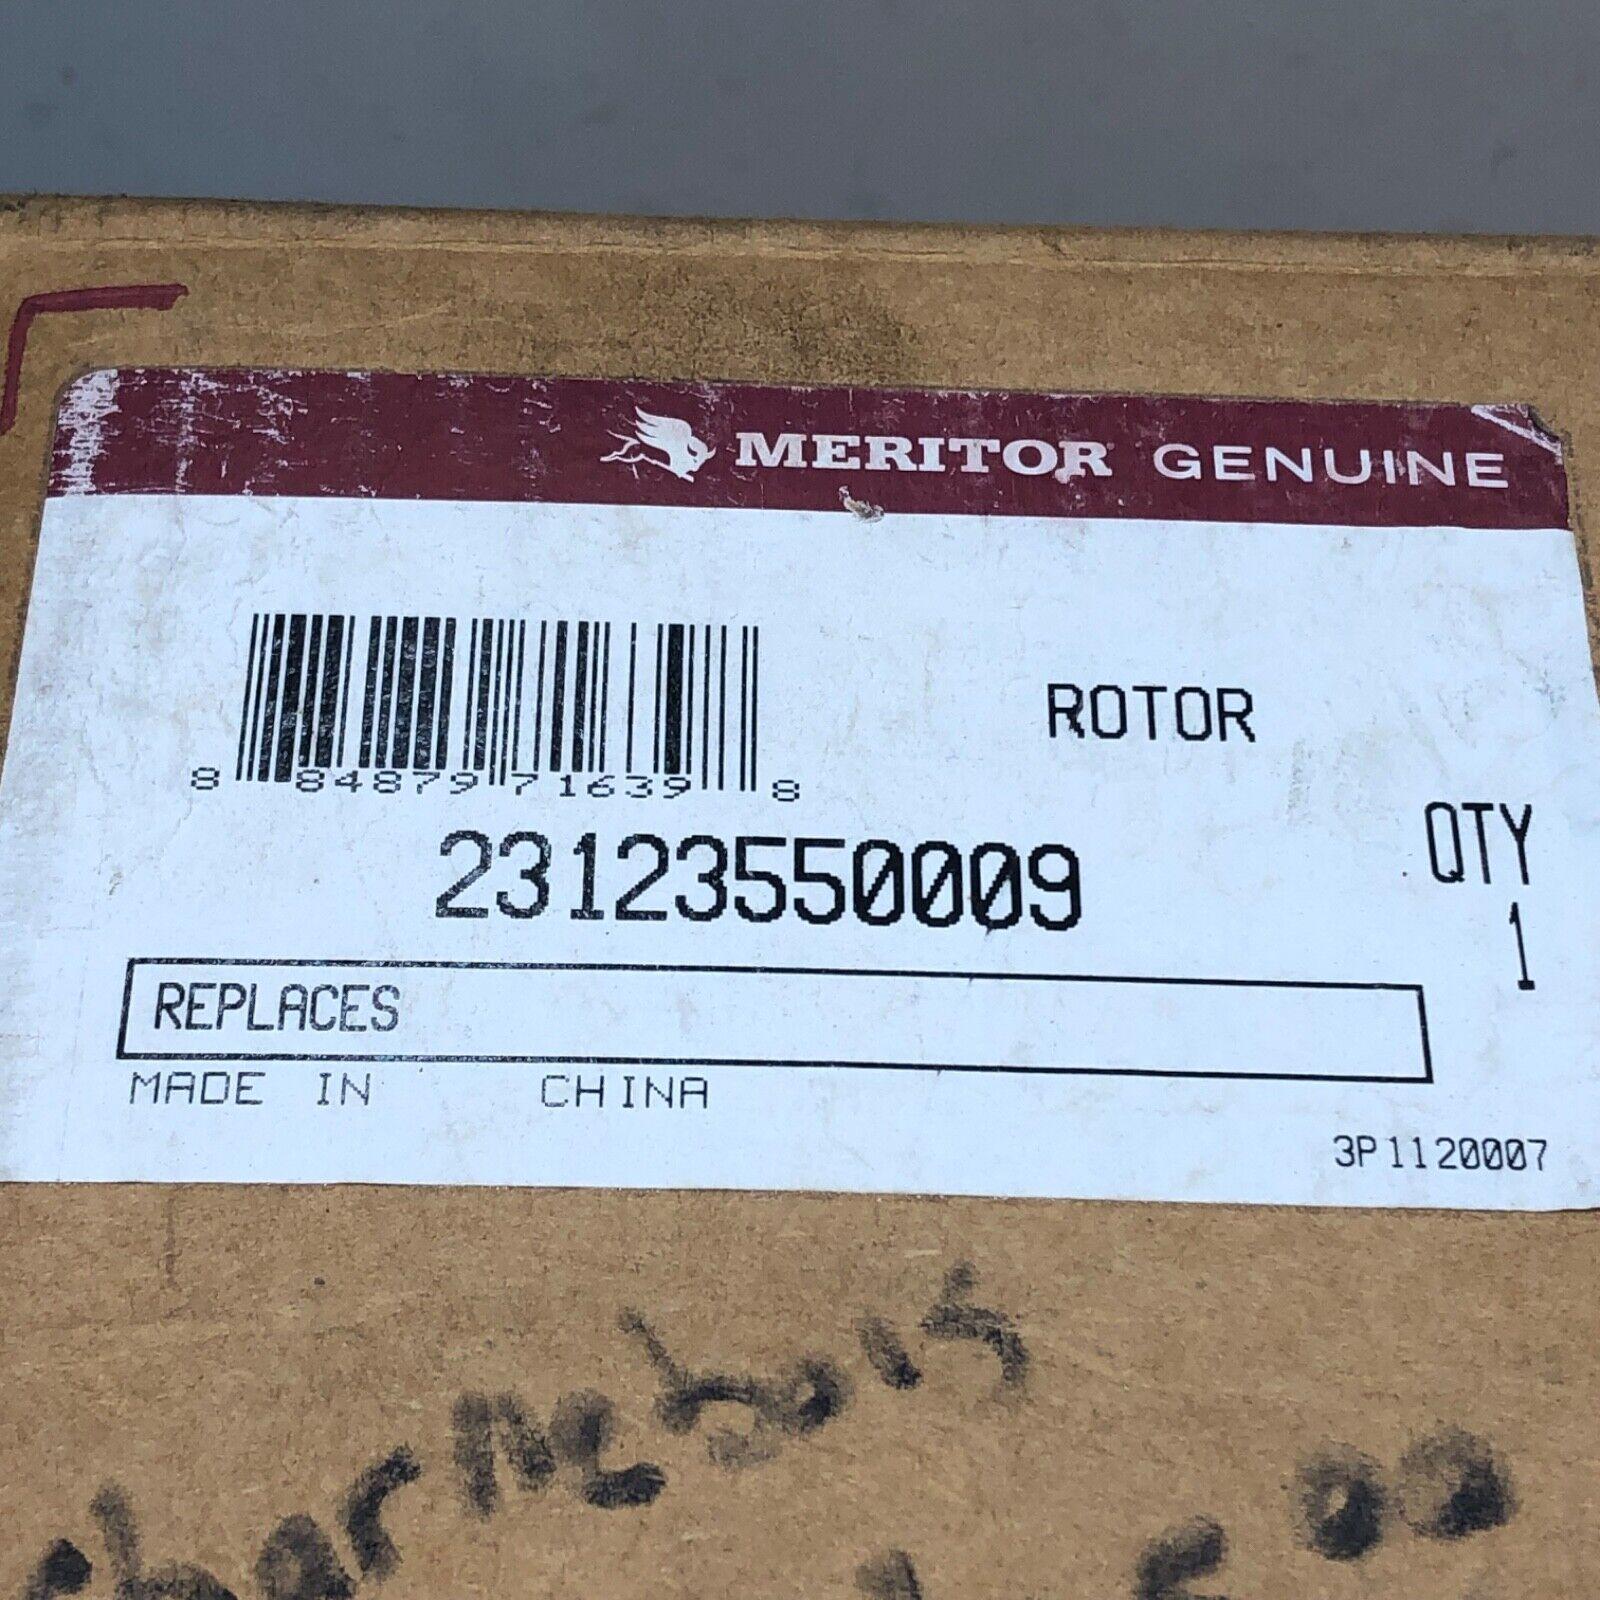 MERITOR GENUINE
ROTOR
8 84879 71639 8
23123550009
QTY
1
REPLACES
MADE IN CHINA
3P1120007